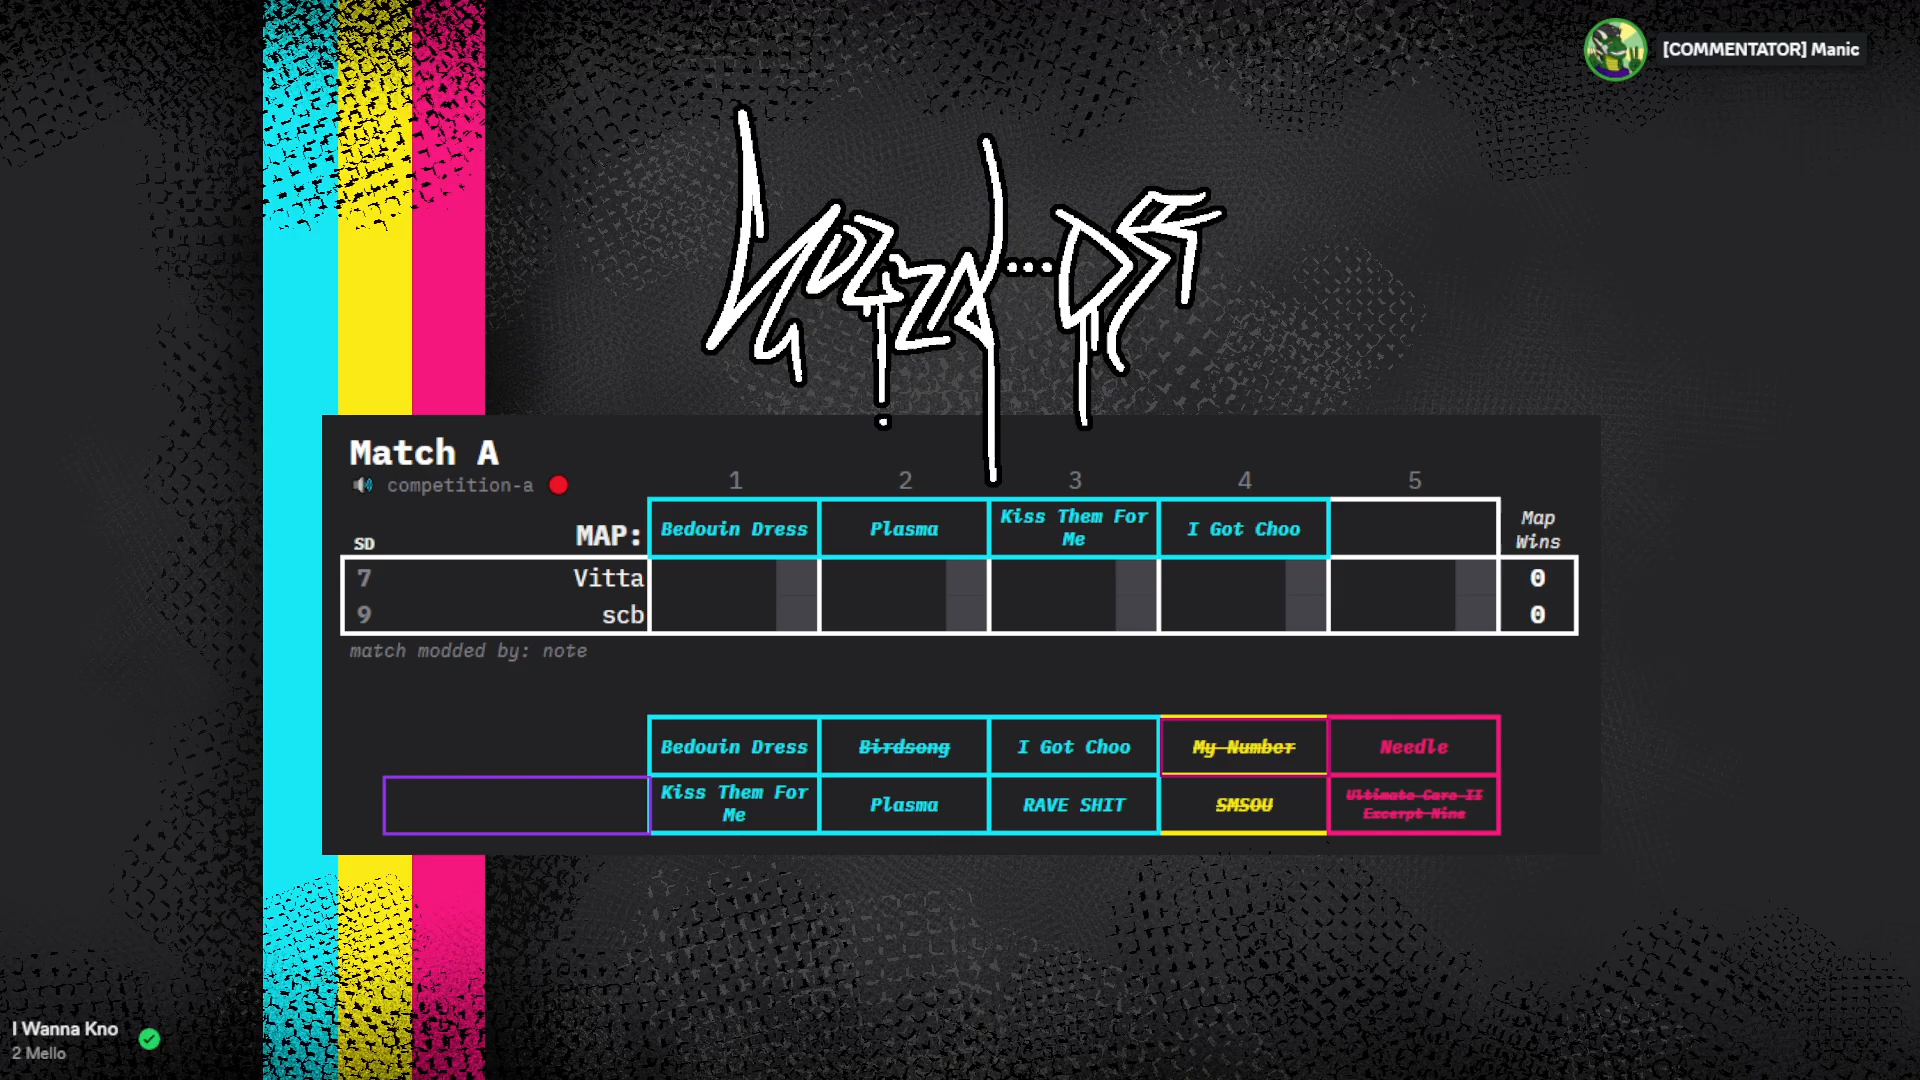 [COMMENTATOR] Manic
Match A
competition-a
1 2 3 4 5
SD MAP: Bedouin Dress Plasma Kiss Them For Me I Got Choo Map Wins
7 Vitta 0
9 scb 0
match modded by: note
Bedouin Dress Birdsong I Got Choo My Number Needle
Kiss Them For Me Plasma RAVE SHIT SMSOU Ultimate Care II Excerpt Nine
I Wanna Kno
2 Mello